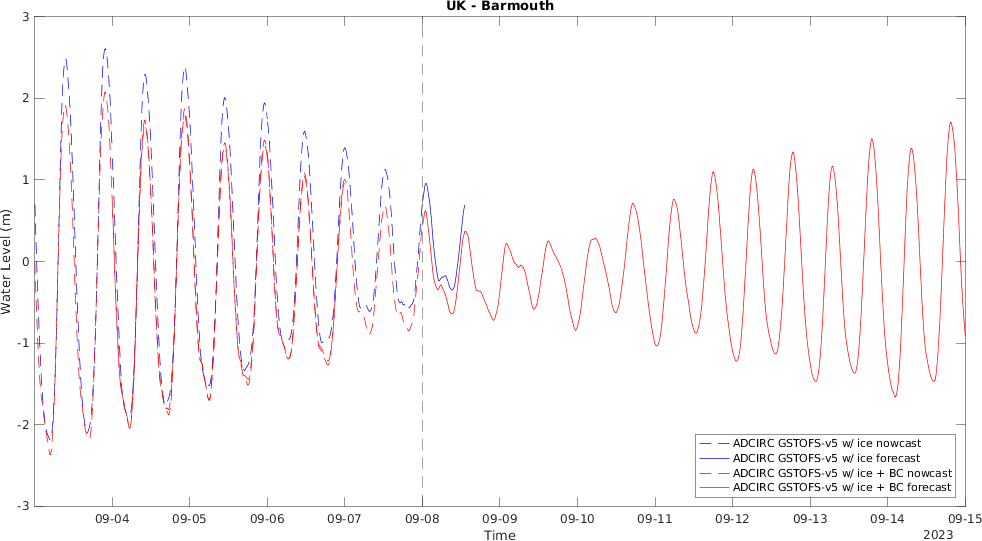 UK - Barmouth
3
2
1
0
-1
-2
-3
Water Level (m)
09-04
09-05
09-06
09-07
09-08
09-09
09-10
09-11
09-12
09-13
09-14
09-15
Time
2023
ADCIRC GSTOFS-v5 w/ ice nowcast
ADCIRC GSTOFS-v5 w/ ice forecast
ADCIRC GSTOFS-v5 w/ ice + BC nowcast
ADCIRC GSTOFS-v5 w/ ice + BC forecast